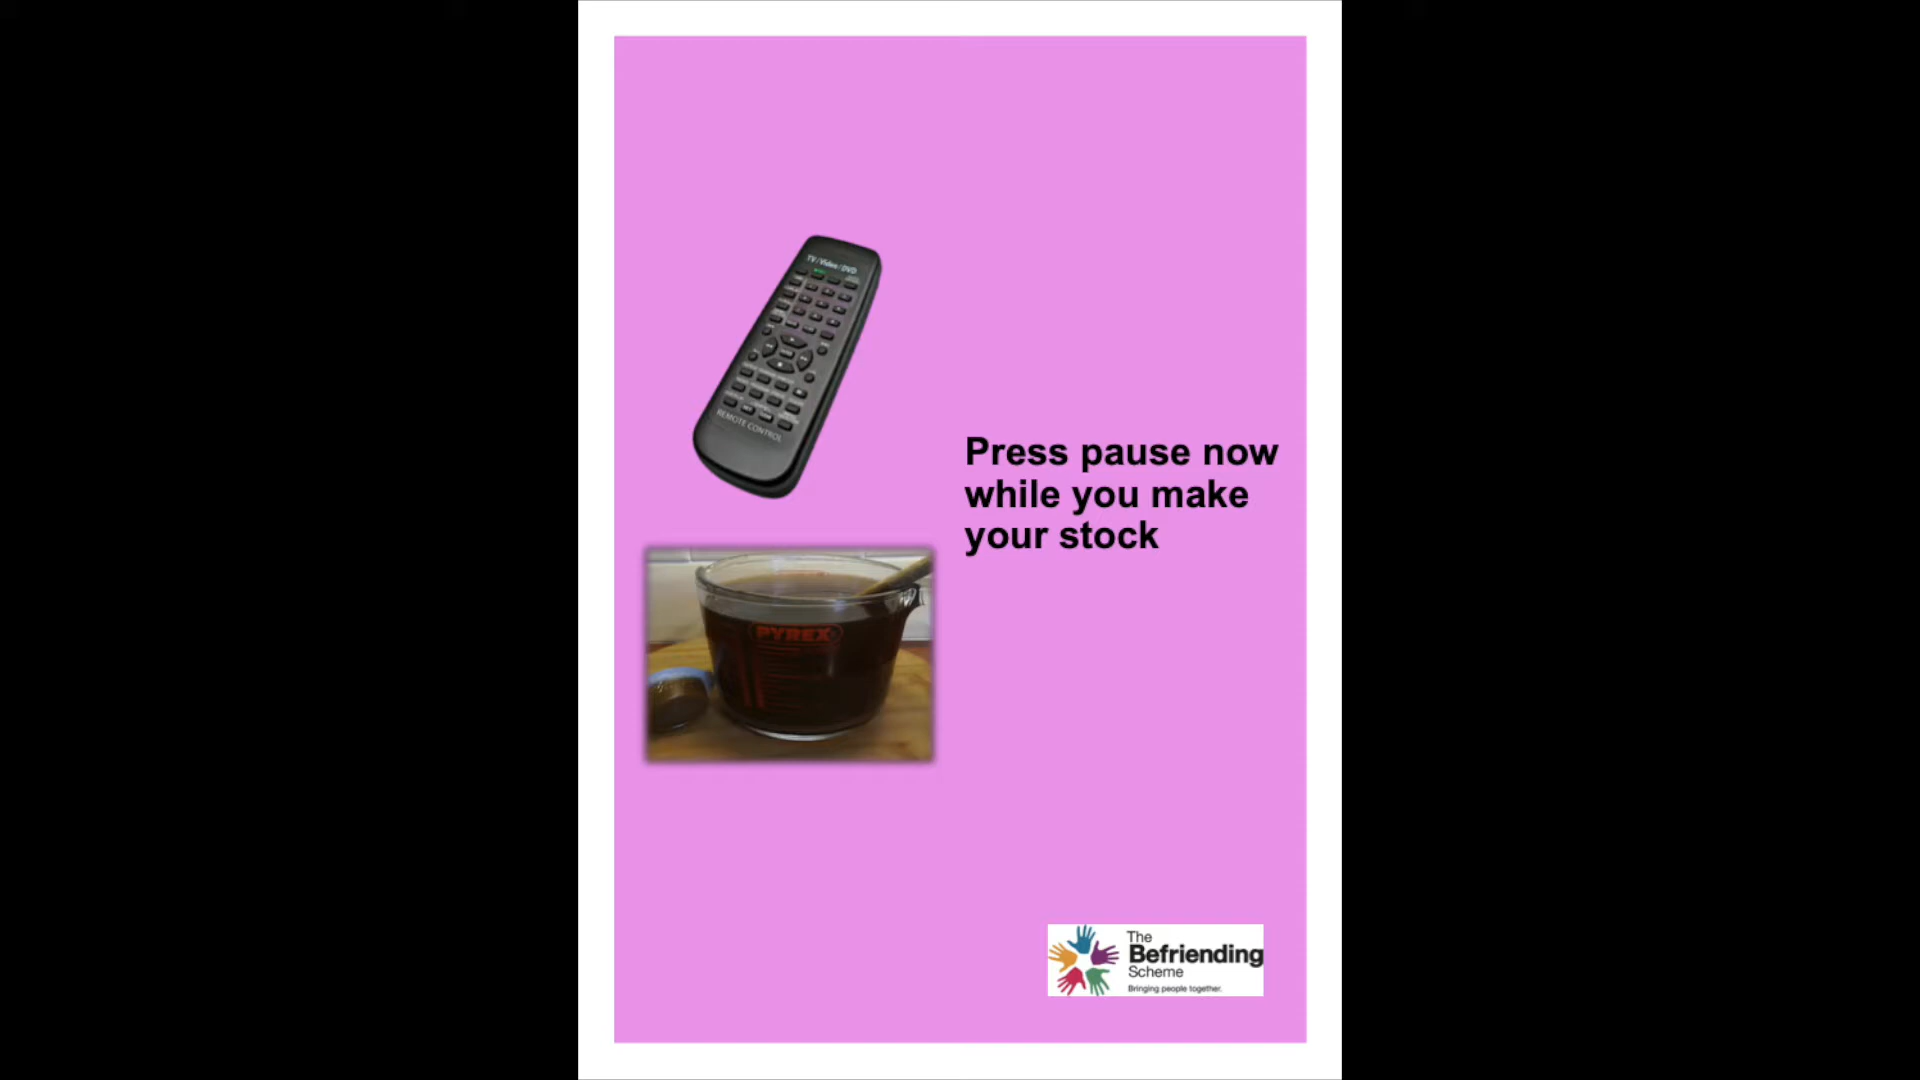 TV/Video/DVD
REMOTE CONTROL
Press pause now
while you make
your stock
PYREX
The
Befriending
Scheme
Bringing people together.